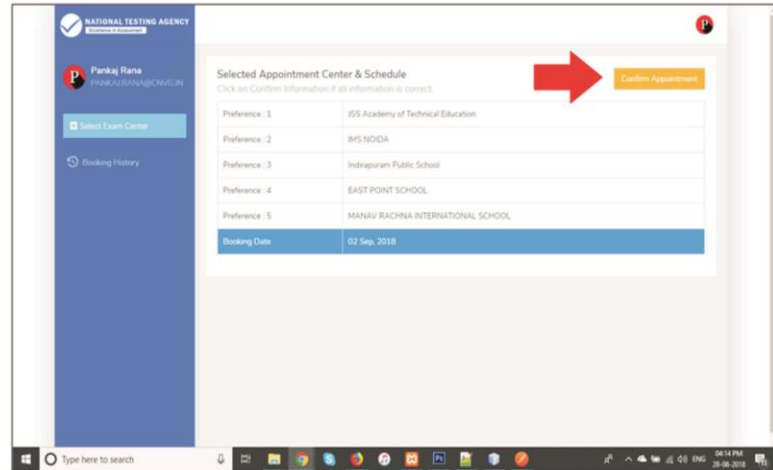 NATIONAL TESTING AGENCY
Excellence in Assessment
Pankaj Rana
PANKAJ.RANA@CNVG.IN
Select Exam Center
Booking History
Selected Appointment Center & Schedule
Click on Confirm Information if all information is correct.
Confirm Appointment
Preference : 1 JSS Academy of Technical Education
Preference : 2 IMS NOIDA
Preference : 3 Indirapuram Public School
Preference : 4 EAST POINT SCHOOL
Preference : 5 MANAV RACHNA INTERNATIONAL SCHOOL
Booking Date 02 Sep, 2018
Type here to search
ENG
04:14 PM
28-08-2018